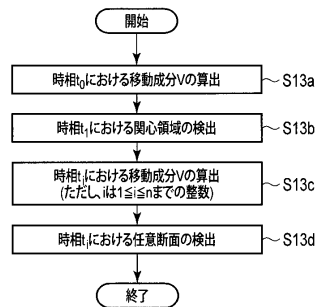 開始
時相t₀における移動成分Vの算出
S13a
時相t₁における関心領域の検出
S13b
時相tᵢにおける移動成分Vの算出
(ただし、iは1≦i≦nまでの整数)
S13c
時相tᵢにおける任意断面の検出
S13d
終了